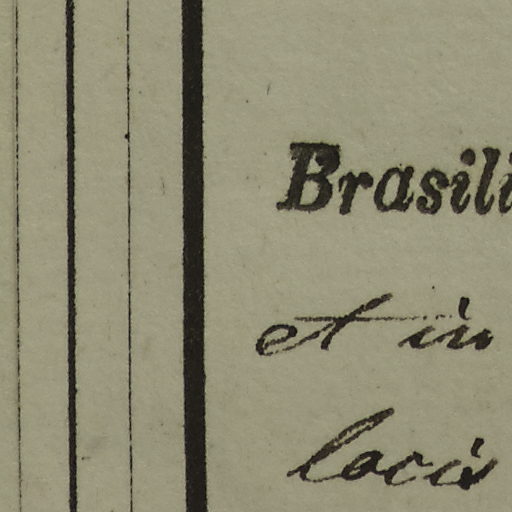 Brasili
et in
locis